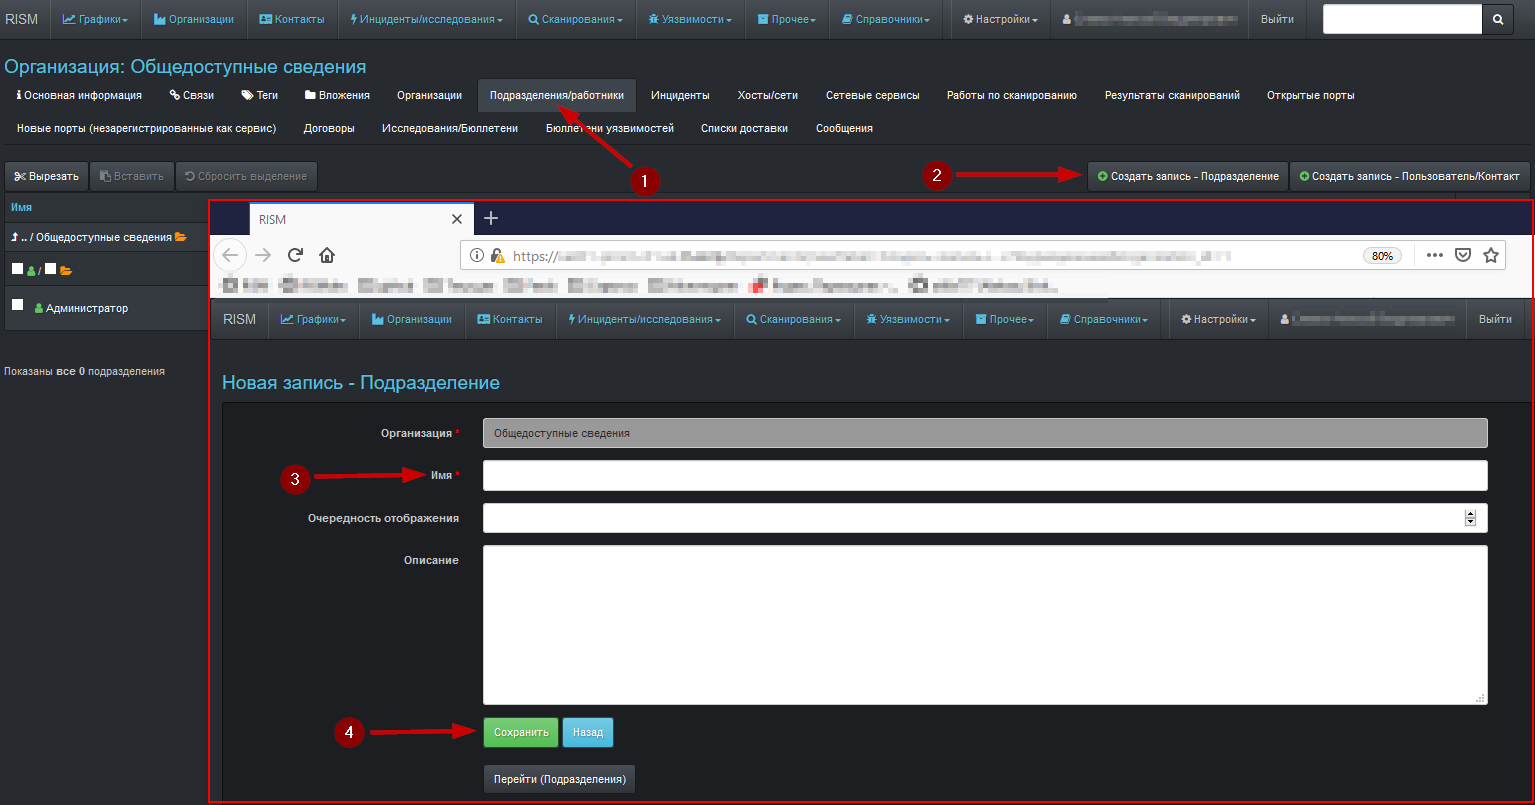 RISM Графики Организации Контакты Инциденты/исследования Сканирования Уязвимости Прочее Справочники Настройки Выйти
Организация: Общедоступные сведения
Основная информация Связи Теги Вложения Организации Подразделения/работники Инциденты Хосты/сети Сетевые сервисы Работы по сканированию Результаты сканирований Открытые порты
Новые порты (незарегистрированные как сервис) Договоры Исследования/Бюллетени Бюллетени уязвимостей Списки доставки Сообщения
Вырезать Вставить Сбросить выделение 1 2 Создать запись - Подразделение Создать запись - Пользователь/Контакт
Имя
.. / Общедоступные сведения
/
Администратор
Показаны все 0 подразделения
RISM
https:// 80%
RISM Графики Организации Контакты Инциденты/исследования Сканирования Уязвимости Прочее Справочники Настройки Выйти
Новая запись - Подразделение
Организация * Общедоступные сведения
3 Имя *
Очередность отображения
Описание
4 Сохранить Назад
Перейти (Подразделения)